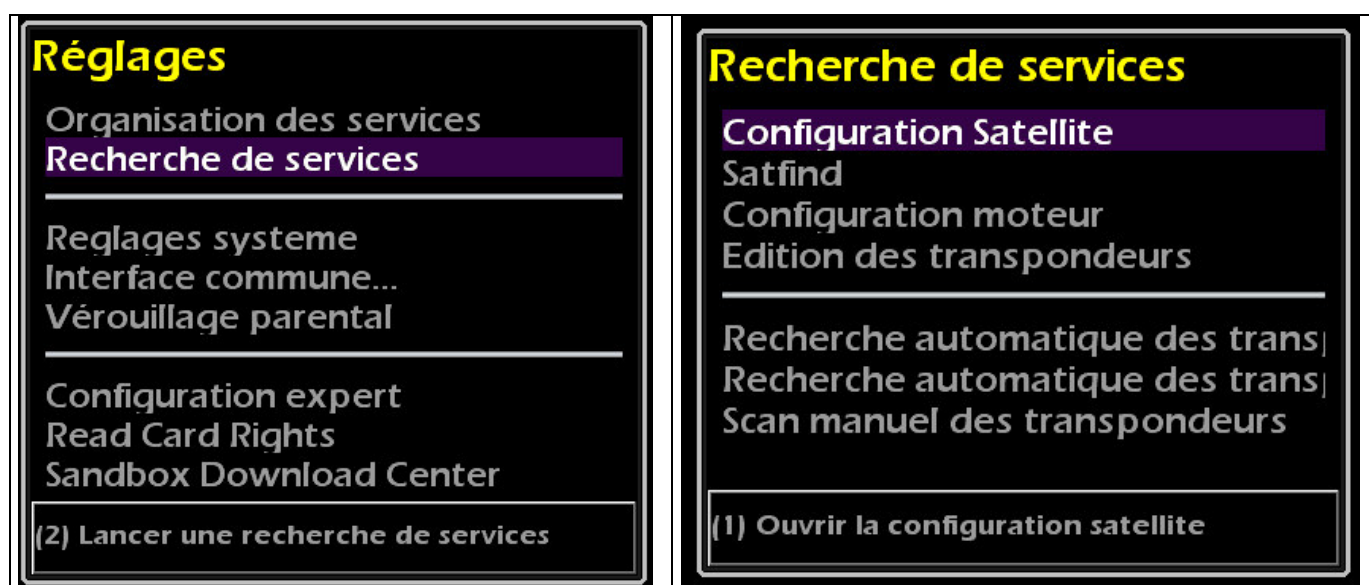 Réglages
Organisation des services
Recherche de services
Reglages systeme
Interface commune...
Vérouillage parental
Configuration expert
Read Card Rights
Sandbox Download Center
(2) Lancer une recherche de services
Recherche de services
Configuration Satellite
Satfind
Configuration moteur
Edition des transpondeurs
Recherche automatique des trans
Recherche automatique des trans
Scan manuel des transpondeurs
(1) Ouvrir la configuration satellite